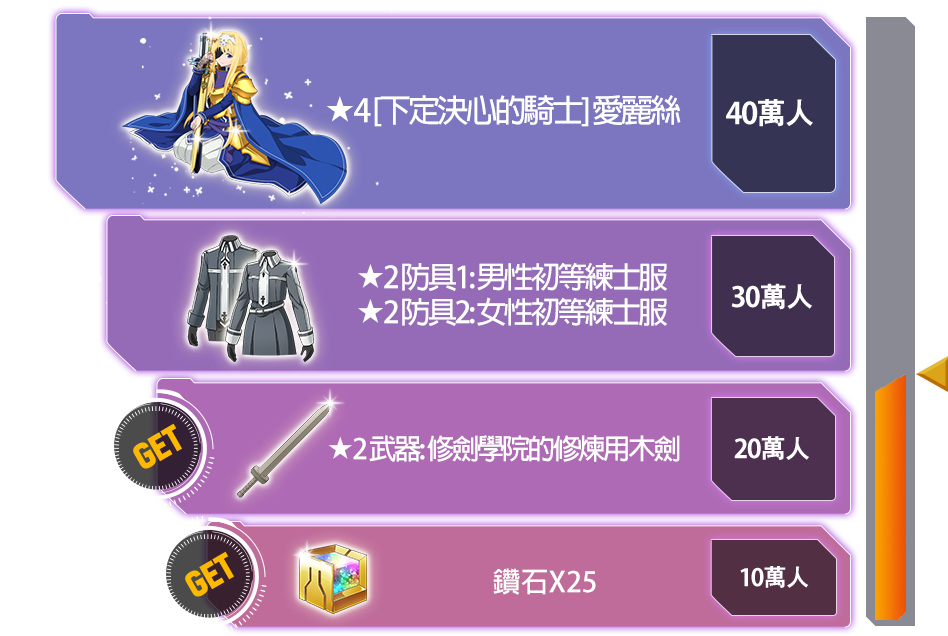 ★4 [下定決心的騎士] 愛麗絲
40萬人
★2 防具1: 男性初等練士服
★2 防具2: 女性初等練士服
30萬人
GET
★2 武器: 修劍學院的修煉用木劍
20萬人
GET
鑽石X25
10萬人